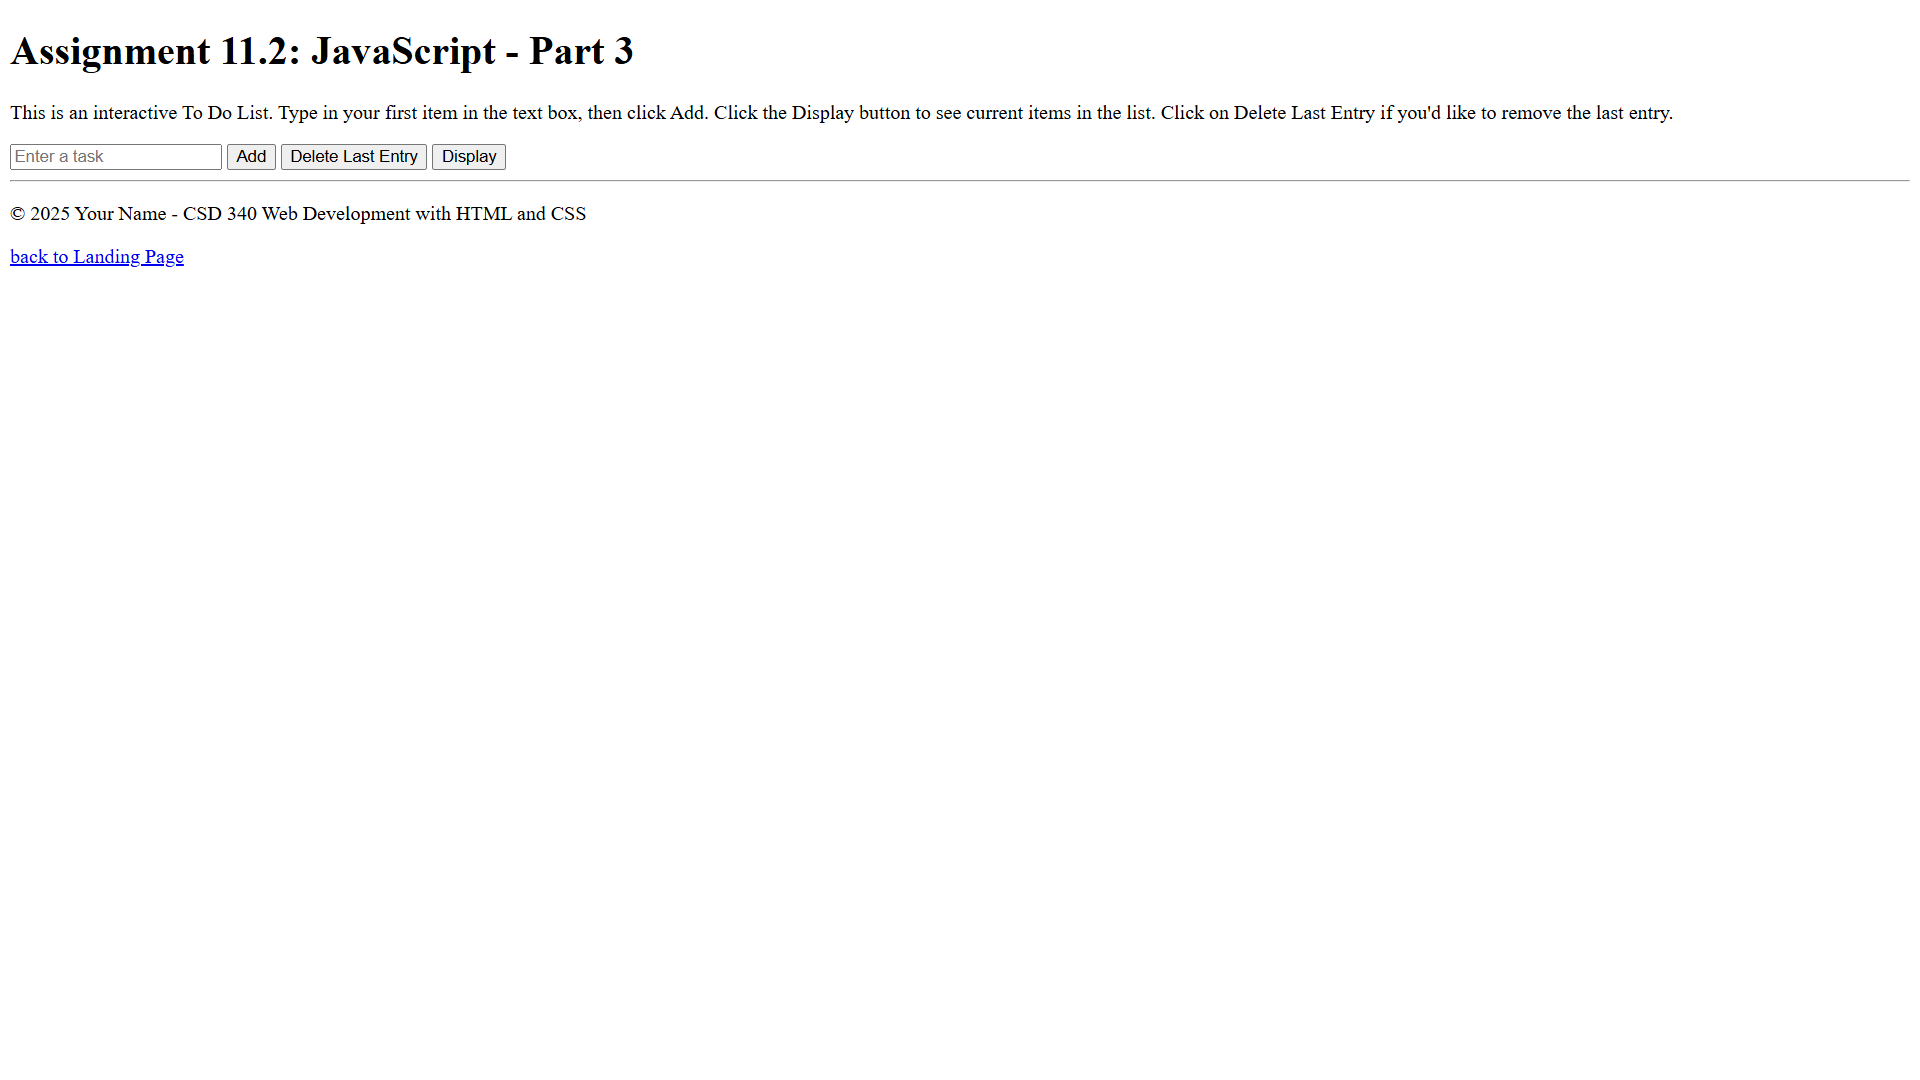 Assignment 11.2: JavaScript - Part 3
This is an interactive To Do List. Type in your first item in the text box, then click Add. Click the Display button to see current items in the list. Click on Delete Last Entry if you'd like to remove the last entry.
Enter a task Add Delete Last Entry Display
© 2025 Your Name - CSD 340 Web Development with HTML and CSS
back to Landing Page